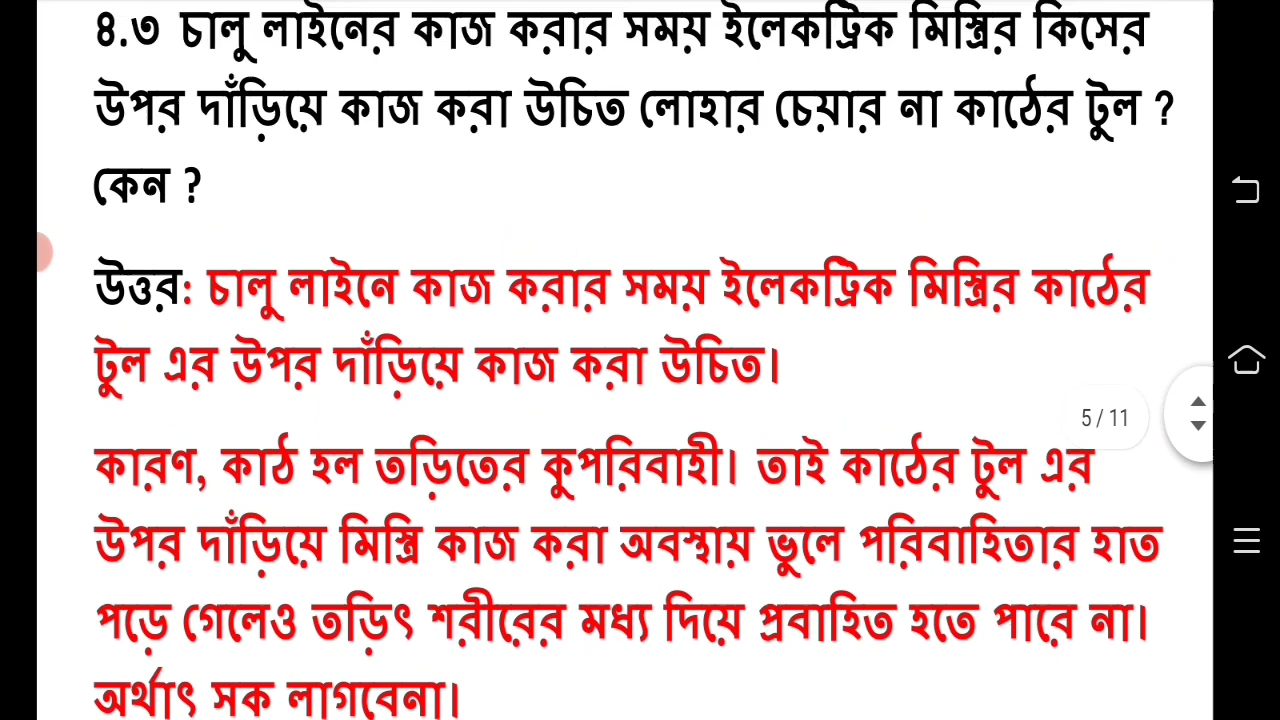 ৪.৩ চালু লাইনের কাজ করার সময় ইলেকট্রিক মিস্ত্রির কিসের
উপর দাঁড়িয়ে কাজ করা উচিত লোহার চেয়ার না কাঠের টুল ?
কেন ?
উত্তর: চালু লাইনে কাজ করার সময় ইলেকট্রিক মিস্ত্রির কাঠের
টুল এর উপর দাঁড়িয়ে কাজ করা উচিত।
5 / 11
কারণ, কাঠ হল তড়িতের কুপরিবাহী। তাই কাঠের টুল এর
উপর দাঁড়িয়ে মিস্ত্রি কাজ করা অবস্থায় ভুলে পরিবাহিতার হাত
পড়ে গেলেও তড়িৎ শরীরের মধ্য দিয়ে প্রবাহিত হতে পারে না।
অর্থাৎ সক লাগবেনা।